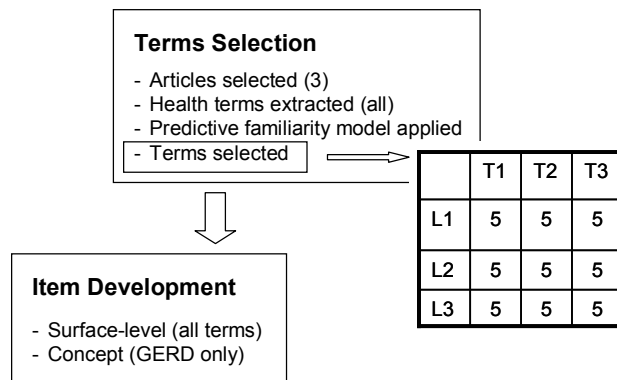 Terms Selection
- Articles selected (3)
- Health terms extracted (all)
- Predictive familiarity model applied
- Terms selected
T1 T2 T3
L1 5 5 5
L2 5 5 5
L3 5 5 5
Item Development
- Surface-level (all terms)
- Concept (GERD only)